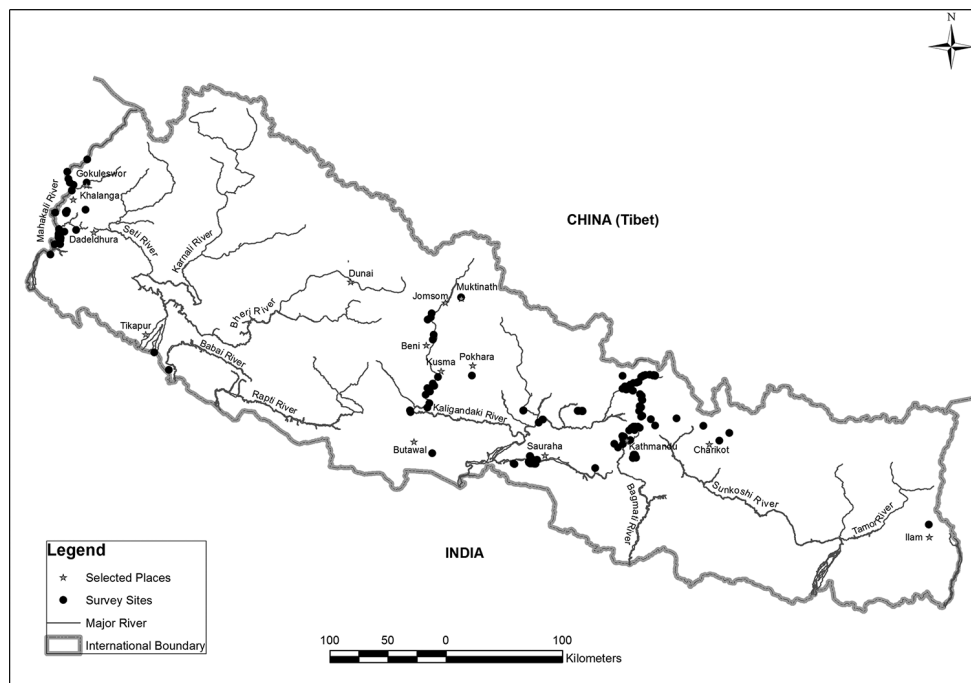 N
Gokuleswor
Khalanga
Mahakali River
Dadeldhura
Seti River
Karnali River
CHINA (Tibet)
Dunai
Muktinath
Jomsom
Bheri River
Tikapur
Beni
Babai River
Kusma
Pokhara
Rapti River
Kaligandaki River
Butawal
Sauraha
Kathmandu
Charikot
Bagmati River
Sunkoshi River
Tamor River
Ilam
INDIA
Legend
Selected Places
Survey Sites
Major River
International Boundary
100 50 0 100
Kilometers